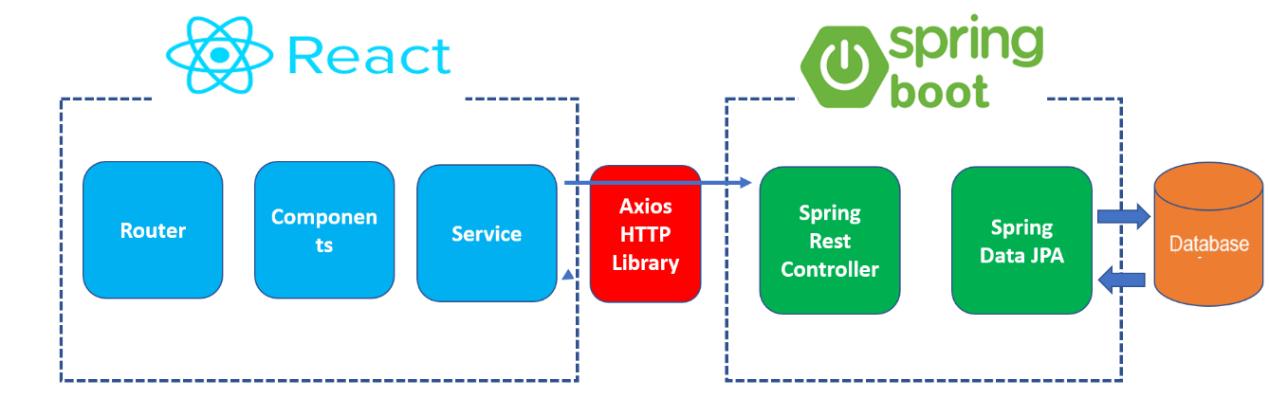 React
spring
boot
Router
Componen
ts
Service
Axios
HTTP
Library
Spring
Rest
Controller
Spring
Data JPA
Database